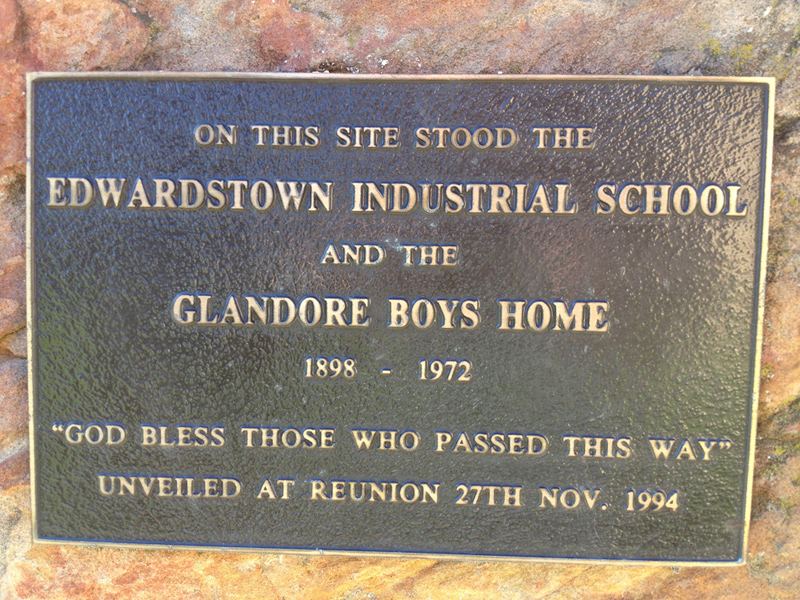 ON THIS SITE STOOD THE
EDWARDSTOWN INDUSTRIAL SCHOOL
AND THE
GLANDORE BOYS HOME
1898 - 1972
"GOD BLESS THOSE WHO PASSED THIS WAY"
UNVEILED AT REUNION 27TH NOV. 1994